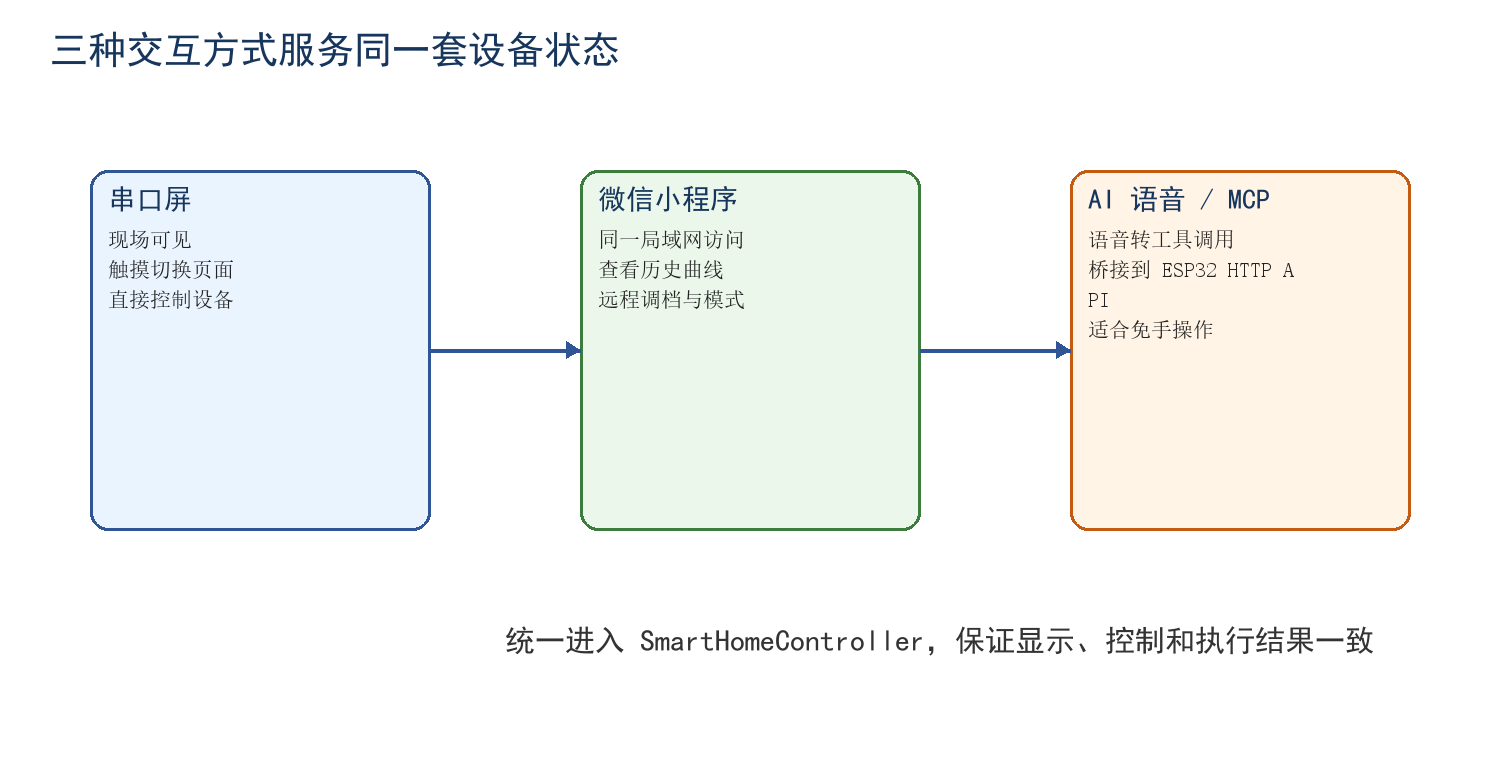 三种交互方式服务同一套设备状态
串口屏
现场可见
触摸切换页面
直接控制设备
微信小程序
同一局域网访问
查看历史曲线
远程调档与模式
AI 语音 / MCP
语音转工具调用
桥接到 ESP32 HTTP A
PI
适合免手操作
统一进入 SmartHomeController，保证显示、控制和执行结果一致